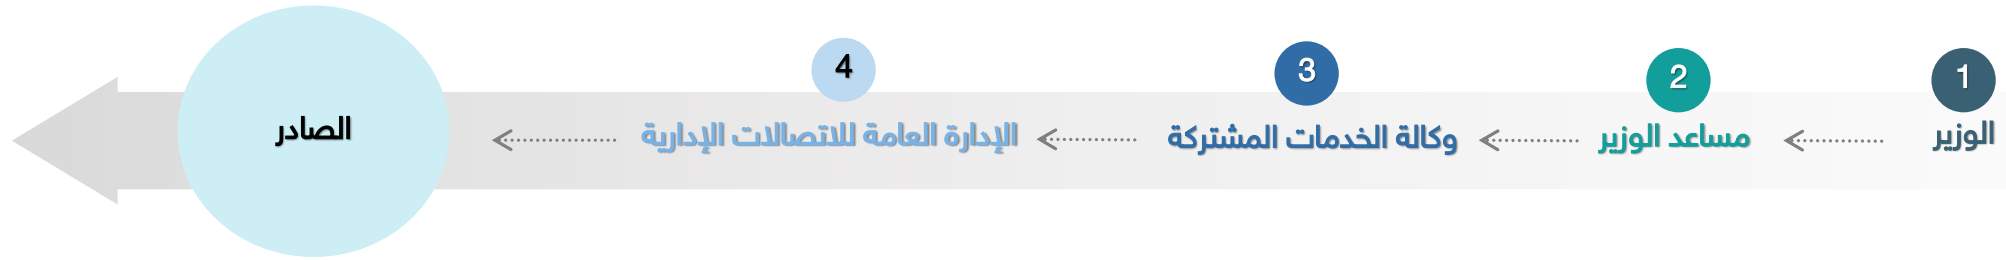 1
الوزير
2
مساعد الوزير
3
وكالة الخدمات المشتركة
4
الإدارة العامة للاتصالات الإدارية
الصادر